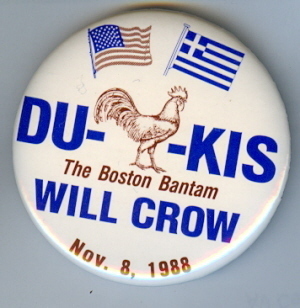 DU- -KIS
The Boston Bantam
WILL CROW
Nov. 8, 1988